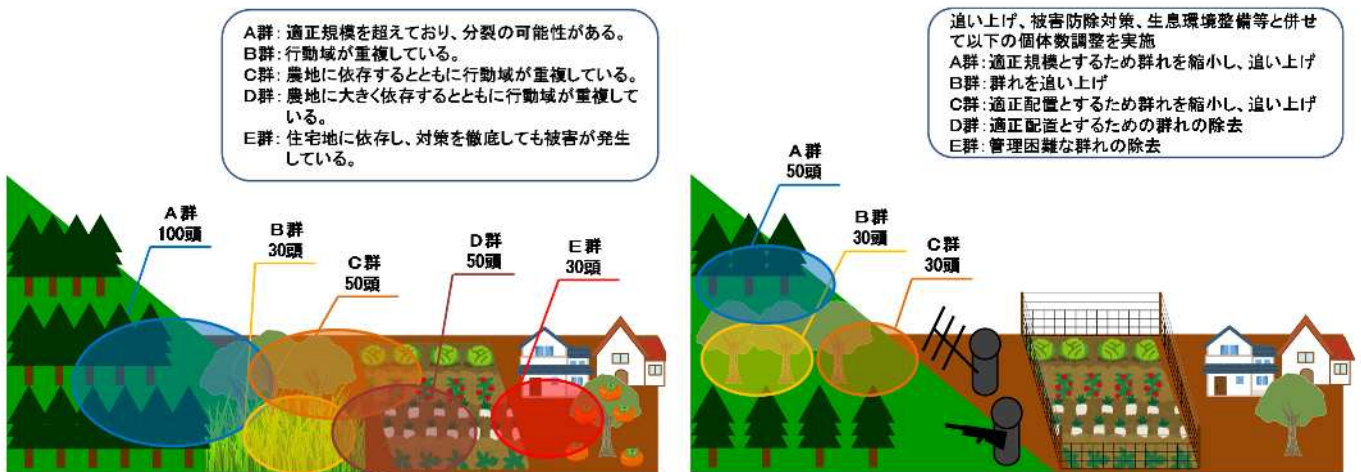 A群：適正規模を超えており、分裂の可能性がある。
B群：行動域が重複している。
C群：農地に依存するとともに行動域が重複している。
D群：農地に大きく依存するとともに行動域が重複して
いる。
E群：住宅地に依存し、対策を徹底しても被害が発生
している。
A群
100頭
B群
30頭
C群
50頭
D群
50頭
E群
30頭
追い上げ、被害防除対策、生息環境整備等と併せ
て以下の個体数調整を実施
A群：適正規模とするため群れを縮小し、追い上げ
B群：群れを追い上げ
C群：適正配置とするため群れを縮小し、追い上げ
D群：適正配置とするための群れの除去
E群：管理困難な群れの除去
A群
50頭
B群
30頭
C群
30頭